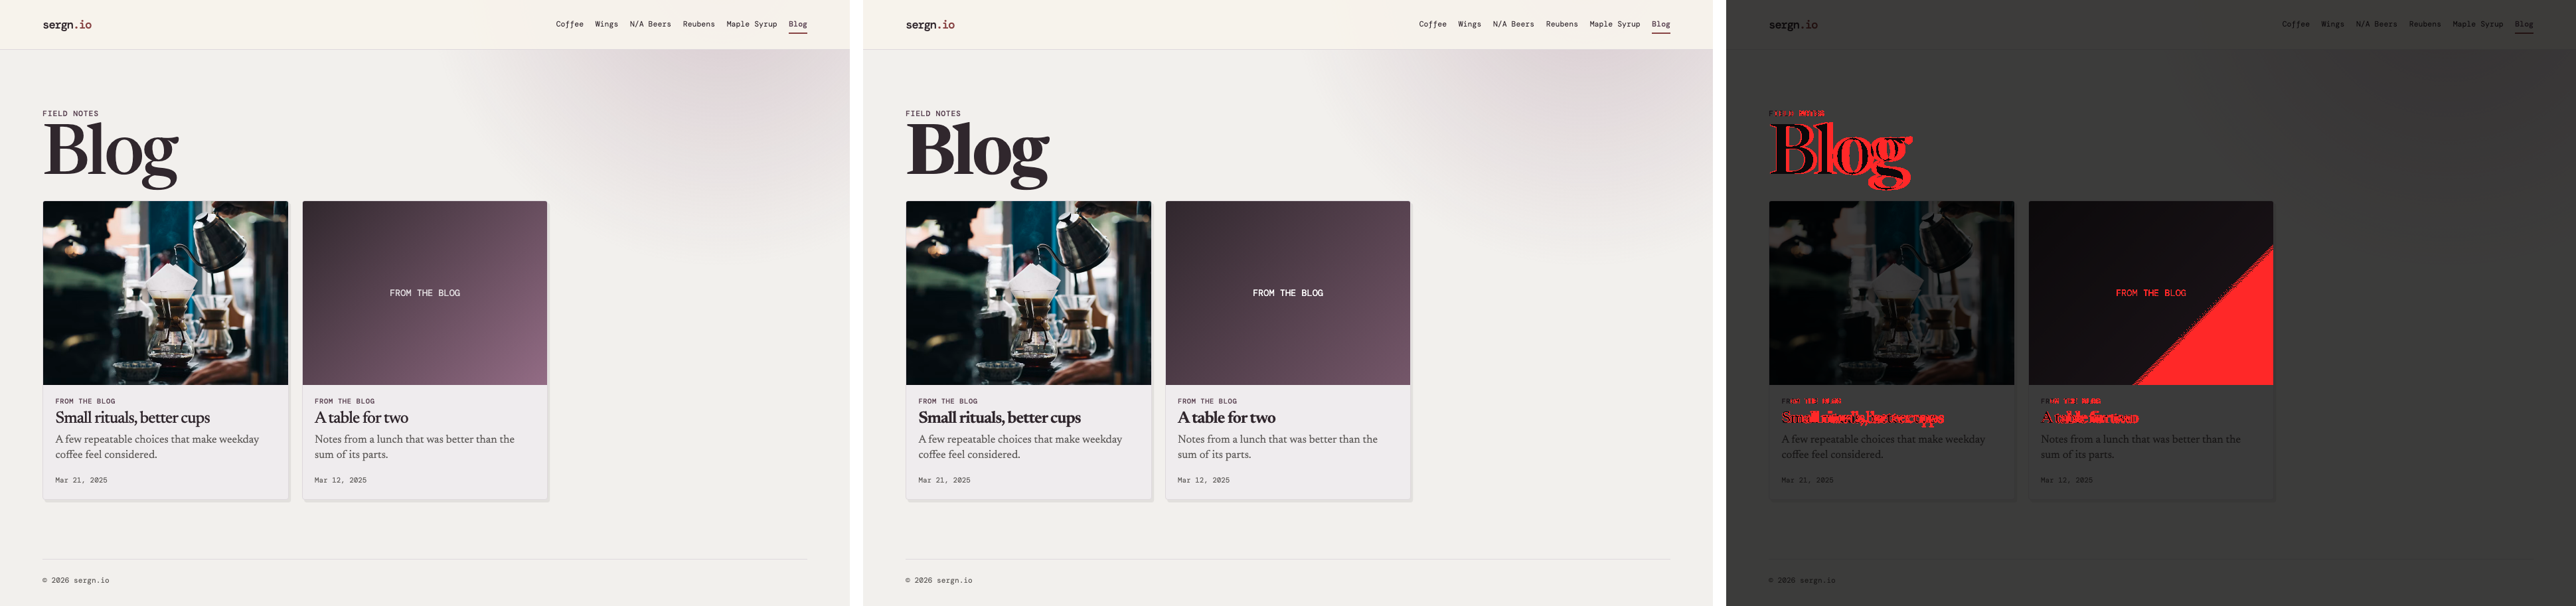 sergn.io
Coffee Wings N/A Beers Reubens Maple Syrup Blog
FIELD NOTES
Blog
FROM THE BLOG
FROM THE BLOG
Small rituals, better cups
A few repeatable choices that make weekday
coffee feel considered.
Mar 21, 2025
FROM THE BLOG
A table for two
Notes from a lunch that was better than the
sum of its parts.
Mar 12, 2025
© 2026 sergn.io
sergn.io
Coffee Wings N/A Beers Reubens Maple Syrup Blog
FIELD NOTES
Blog
FROM THE BLOG
FROM THE BLOG
Small rituals, better cups
A few repeatable choices that make weekday
coffee feel considered.
Mar 21, 2025
FROM THE BLOG
A table for two
Notes from a lunch that was better than the
sum of its parts.
Mar 12, 2025
© 2026 sergn.io
sergn.io
Coffee Wings N/A Beers Reubens Maple Syrup Blog
Blog
FROM THE BLOG
A few repeatable choices that make weekday
coffee feel considered.
Mar 21, 2025
Notes from a lunch that was better than the
sum of its parts.
Mar 12, 2025
© 2026 sergn.io